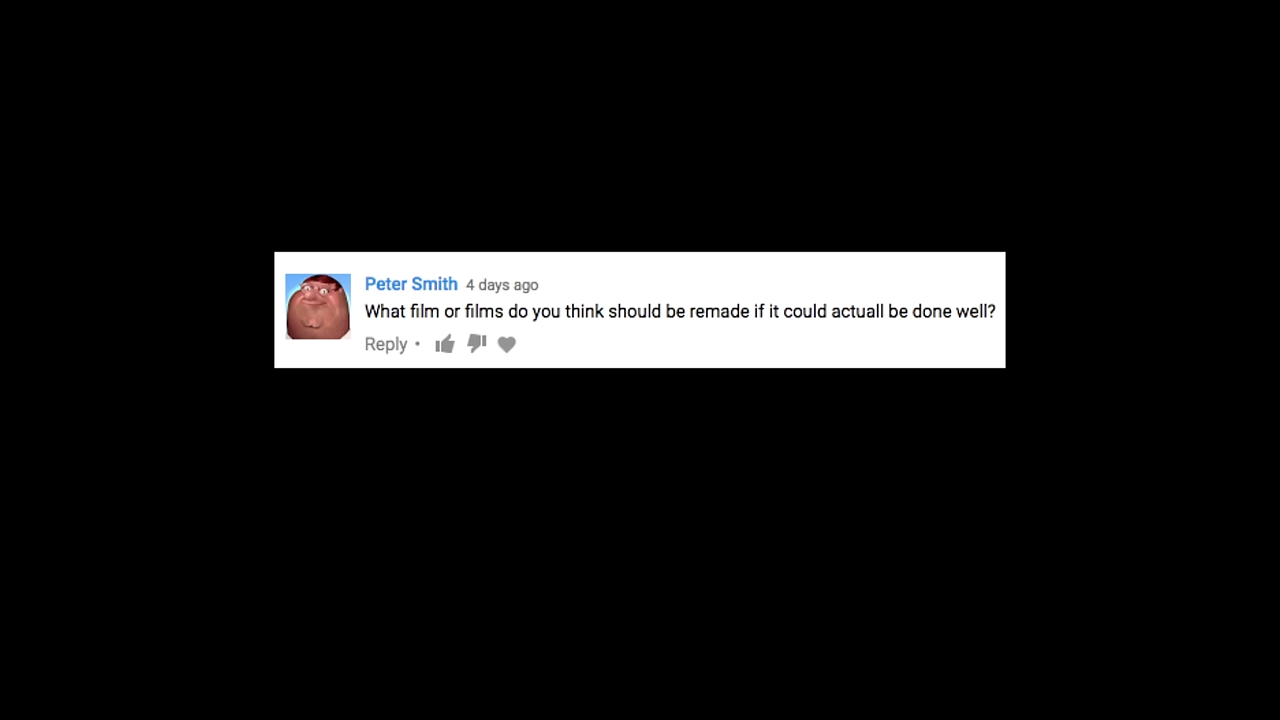 Peter Smith 4 days ago
What film or films do you think should be remade if it could actuall be done well?
Reply •